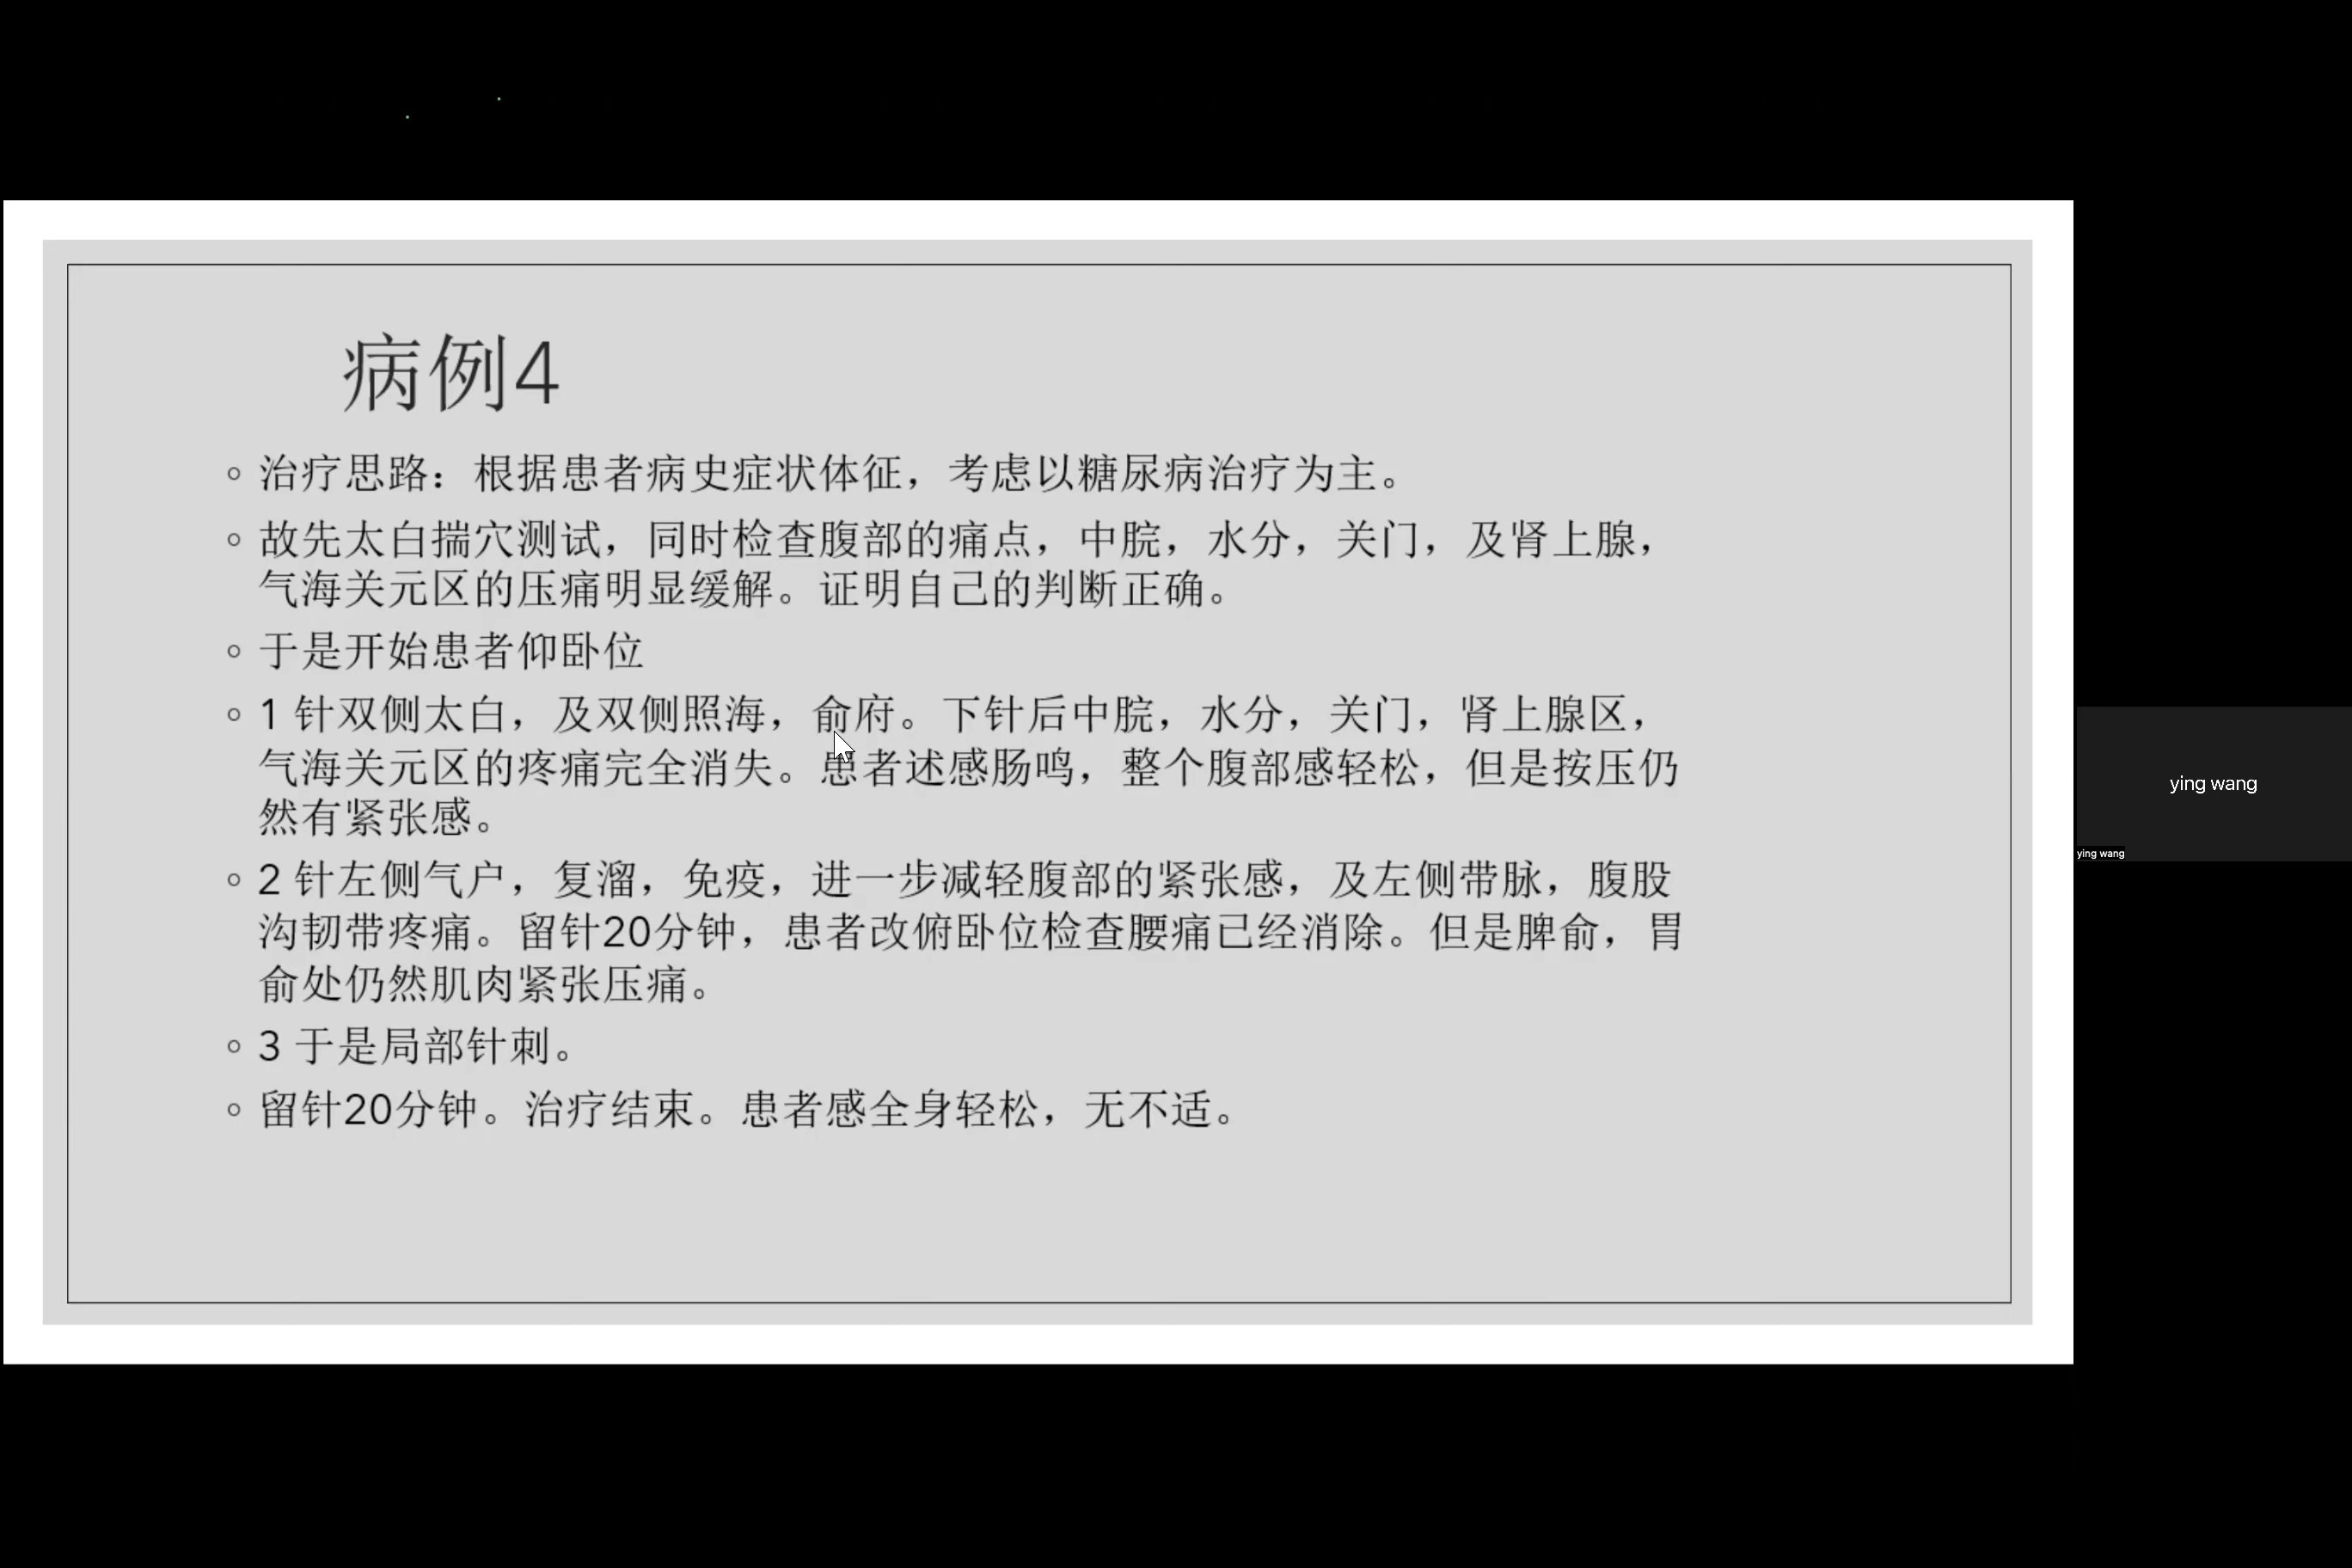 病例4
治疗思路：根据患者病史症状体征，考虑以糖尿病治疗为主。
故先太白揣穴测试，同时检查腹部的痛点，中脘，水分，关门，及肾上腺，
气海关元区的压痛明显缓解。证明自己的判断正确。
于是开始患者仰卧位
1 针双侧太白，及双侧照海，俞府。下针后中脘，水分，关门，肾上腺区，
气海关元区的疼痛完全消失。患者述感肠鸣，整个腹部感轻松，但是按压仍
然有紧张感。
2 针左侧气户，复溜，免疫，进一步减轻腹部的紧张感，及左侧带脉，腹股
沟韧带疼痛。留针20分钟，患者改俯卧位检查腰痛已经消除。但是脾俞，胃
俞处仍然肌肉紧张压痛。
3 于是局部针刺。
留针20分钟。治疗结束。患者感全身轻松，无不适。
ying wang
ying wang